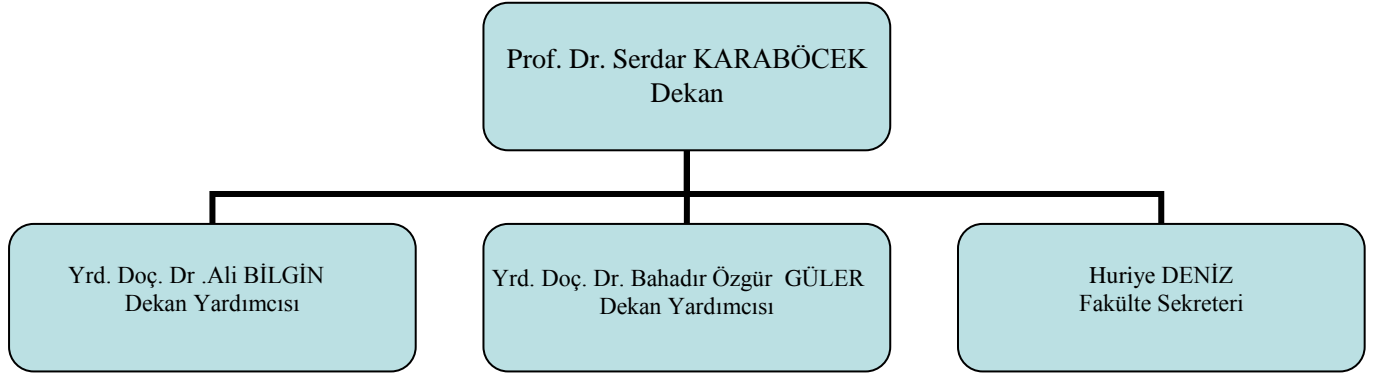 Prof. Dr. Serdar KARABÖCEK
Dekan
Yrd. Doç. Dr .Ali BİLGİN
Dekan Yardımcısı
Yrd. Doç. Dr. Bahadır Özgür  GÜLER
Dekan Yardımcısı
Huriye DENİZ
Fakülte Sekreteri